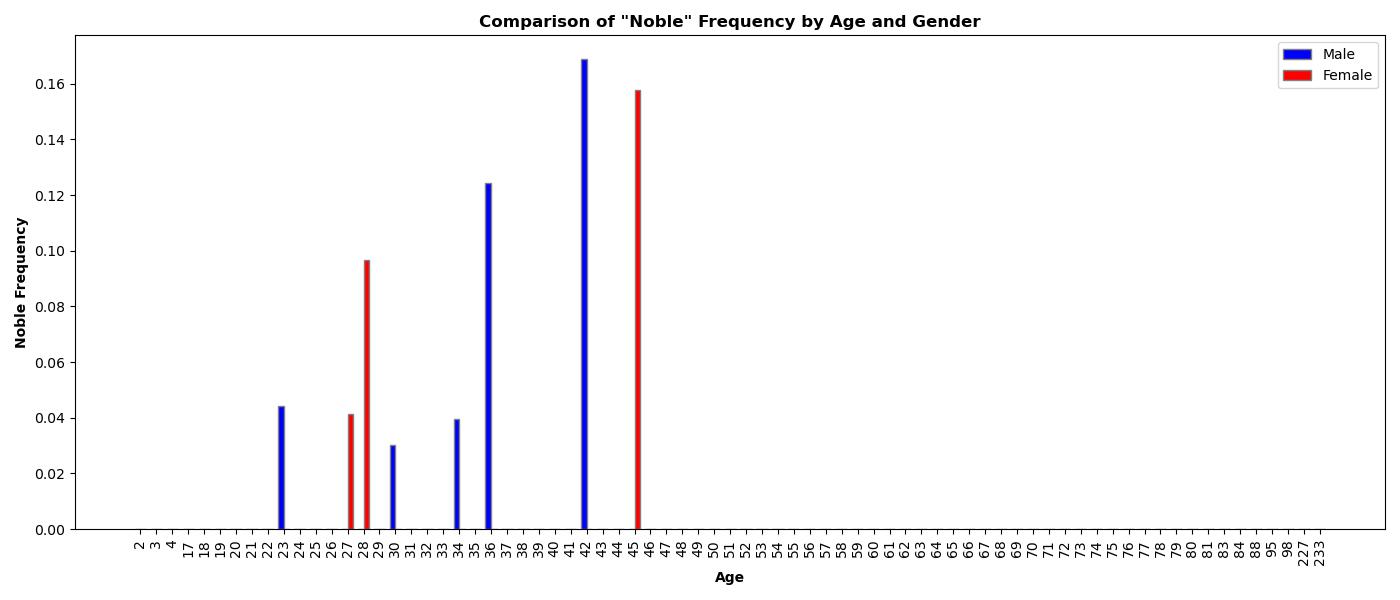 Comparison of "Noble" Frequency by Age and Gender
Male
Female
Noble Frequency
0.16
0.14
0.12
0.10
0.08
0.06
0.04
0.02
0.00
2 3 4 17 18 19 20 21 22 23 24 25 26 27 28 29 30 31 32 33 34 35 36 37 38 39 40 41 42 43 44 45 46 47 48 49 50 51 52 53 54 55 56 57 58 59 60 61 62 63 64 65 66 67 68 69 70 71 72 73 74 75 76 77 78 79 80 81 83 84 88 95 98 227 233
Age